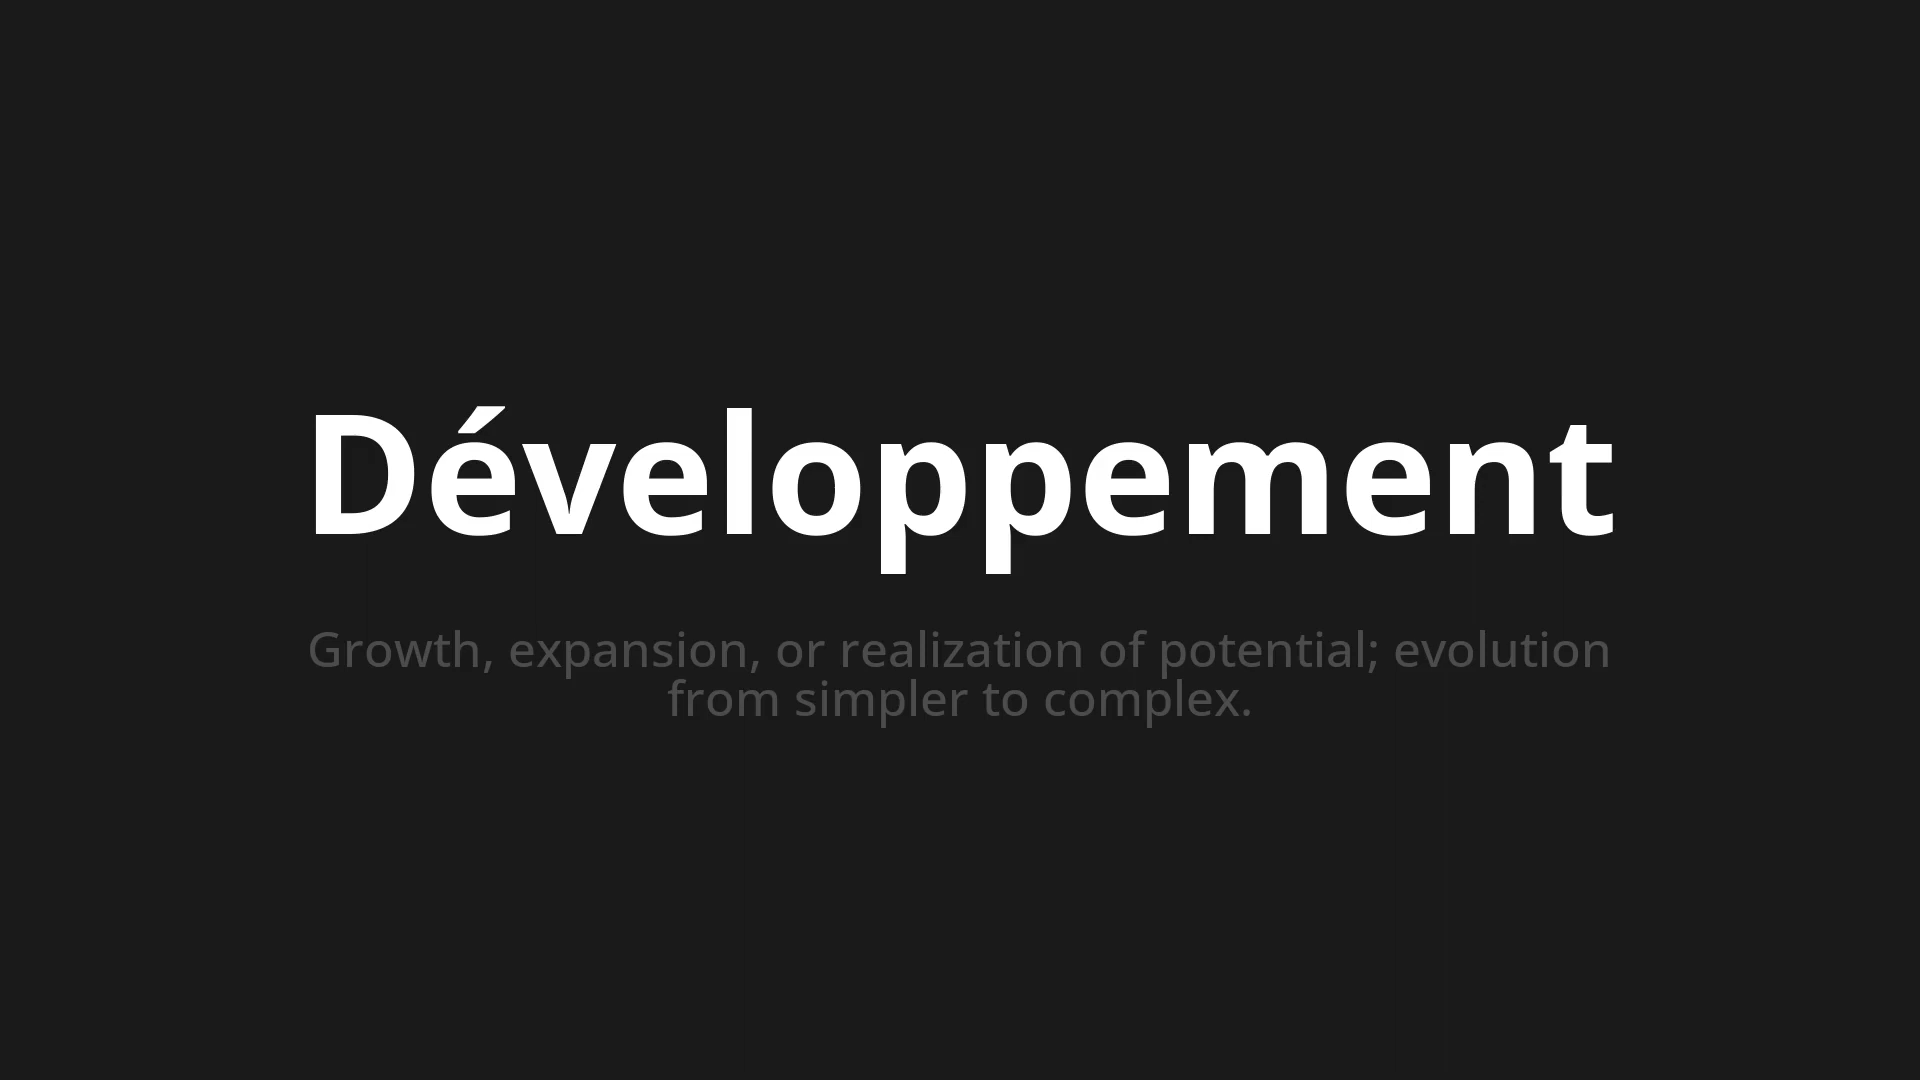 Développement
Growth, expansion, or realization of potential; evolution
from simpler to complex.